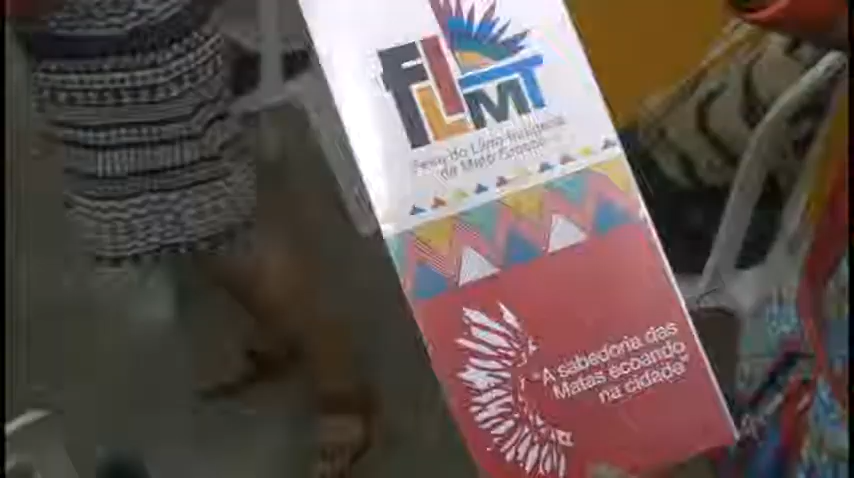 FLIMT
Feira do Livro Indígena
de Mato Grosso
"A sabedoria das
Matas ecoando
na cidade"